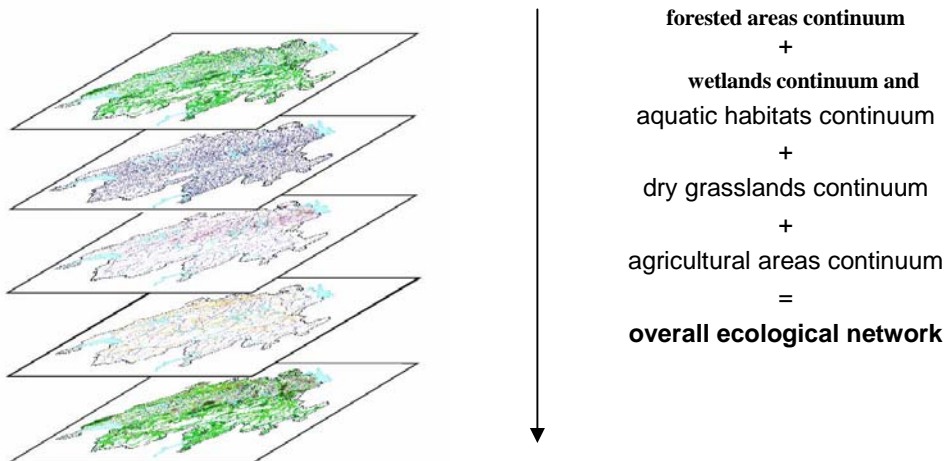 forested areas continuum
+
wetlands continuum and
aquatic habitats continuum
+
dry grasslands continuum
+
agricultural areas continuum
=
overall ecological network